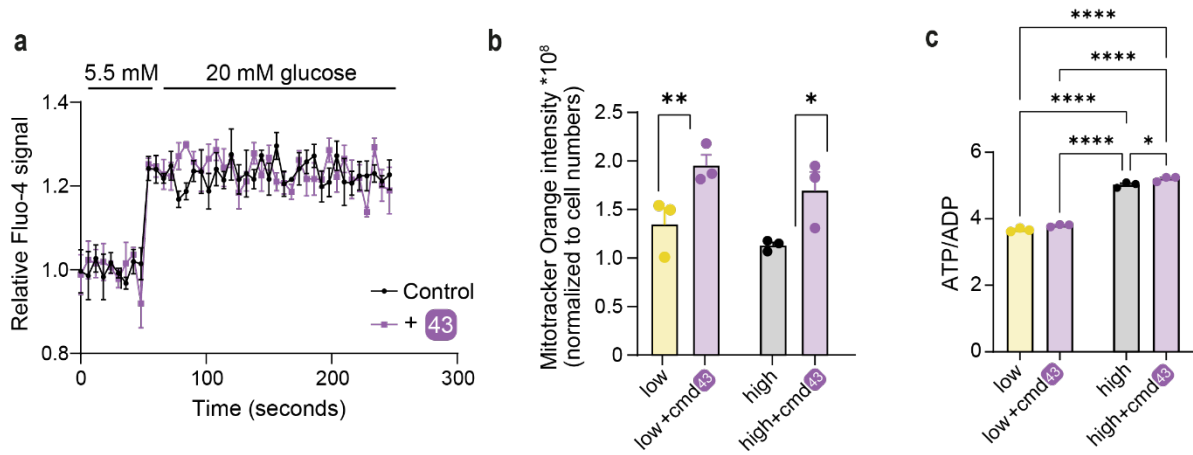 a
5.5 mM
20 mM glucose
Relative Fluo-4 signal
1.4
1.2
1.0
0.8
0
100
200
300
Time (seconds)
Control
+ 43
b
Mitotracker Orange intensity *10⁸
(normalized to cell numbers)
2.5
2.0
1.5
1.0
0.5
0
**
*
low
low+cmd43
high
high+cmd43
c
ATP/ADP
6
4
2
0
****
****
****
****
*
low
low+cmd43
high
high+cmd43